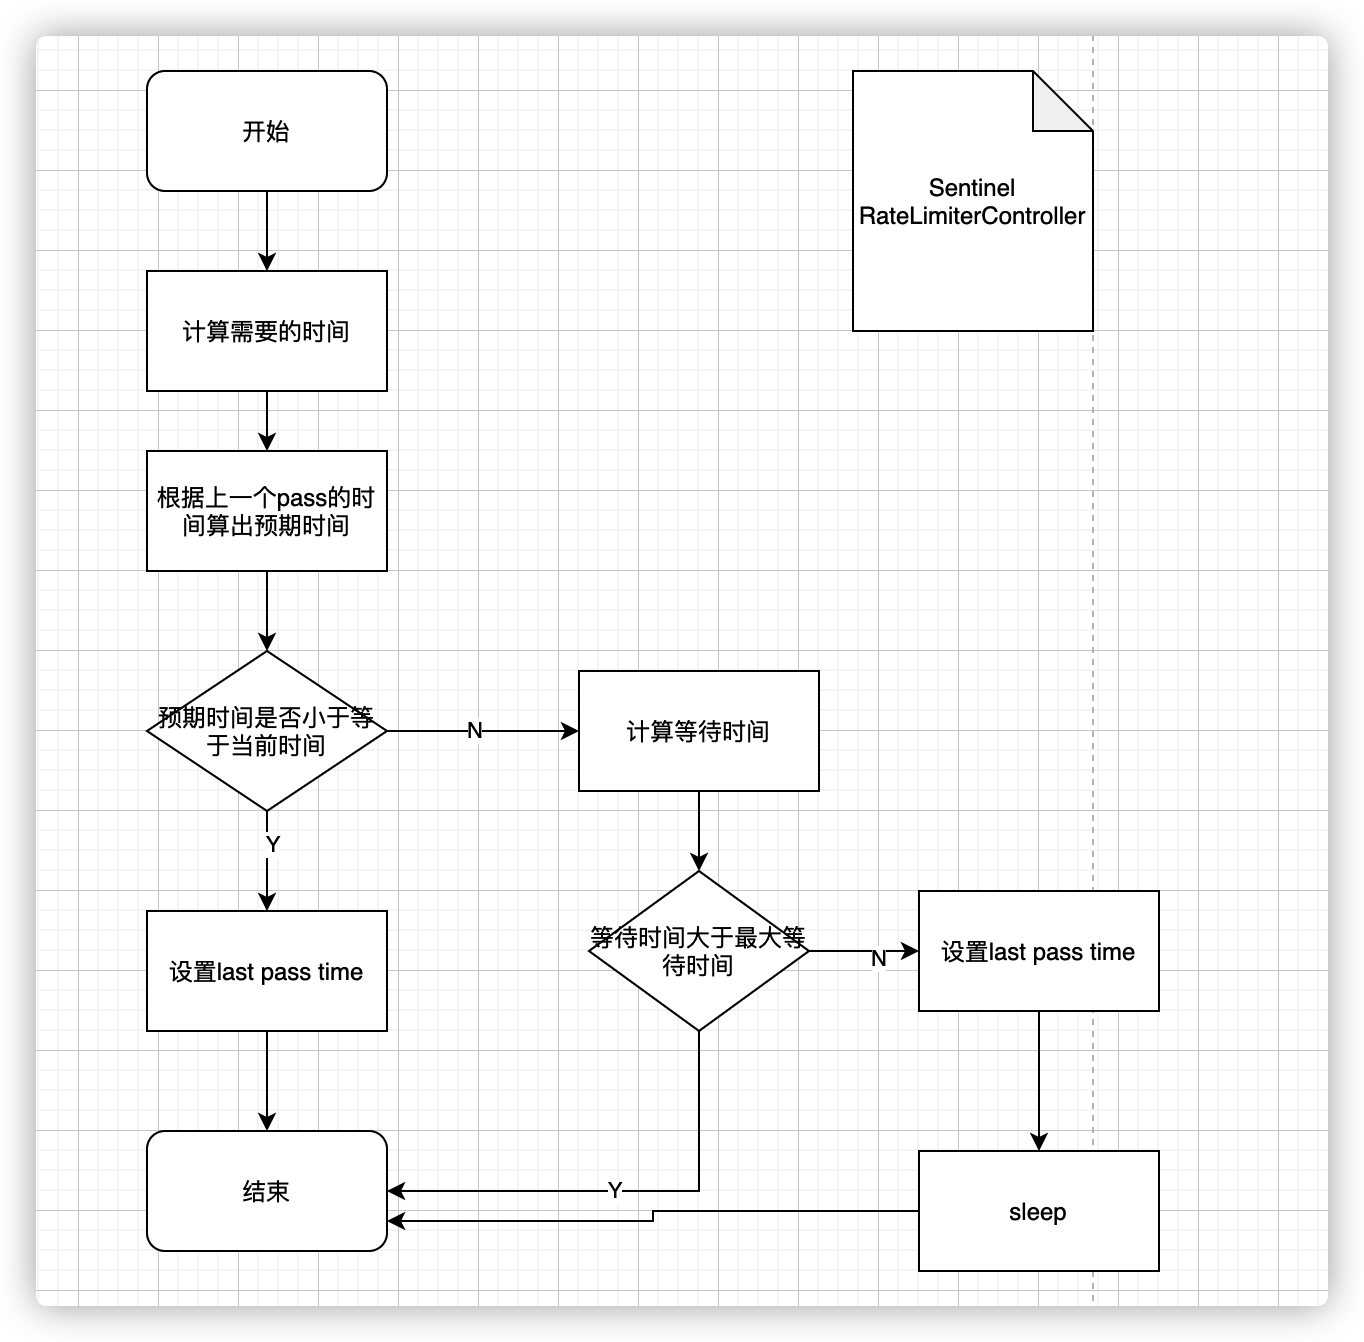 开始
Sentinel
RateLimiterController
计算需要的时间
根据上一个pass的时
间算出预期时间
预期时间是否小于等
于当前时间
N
计算等待时间
Y
等待时间大于最大等
待时间
N
设置last pass time
设置last pass time
结束
Y
sleep